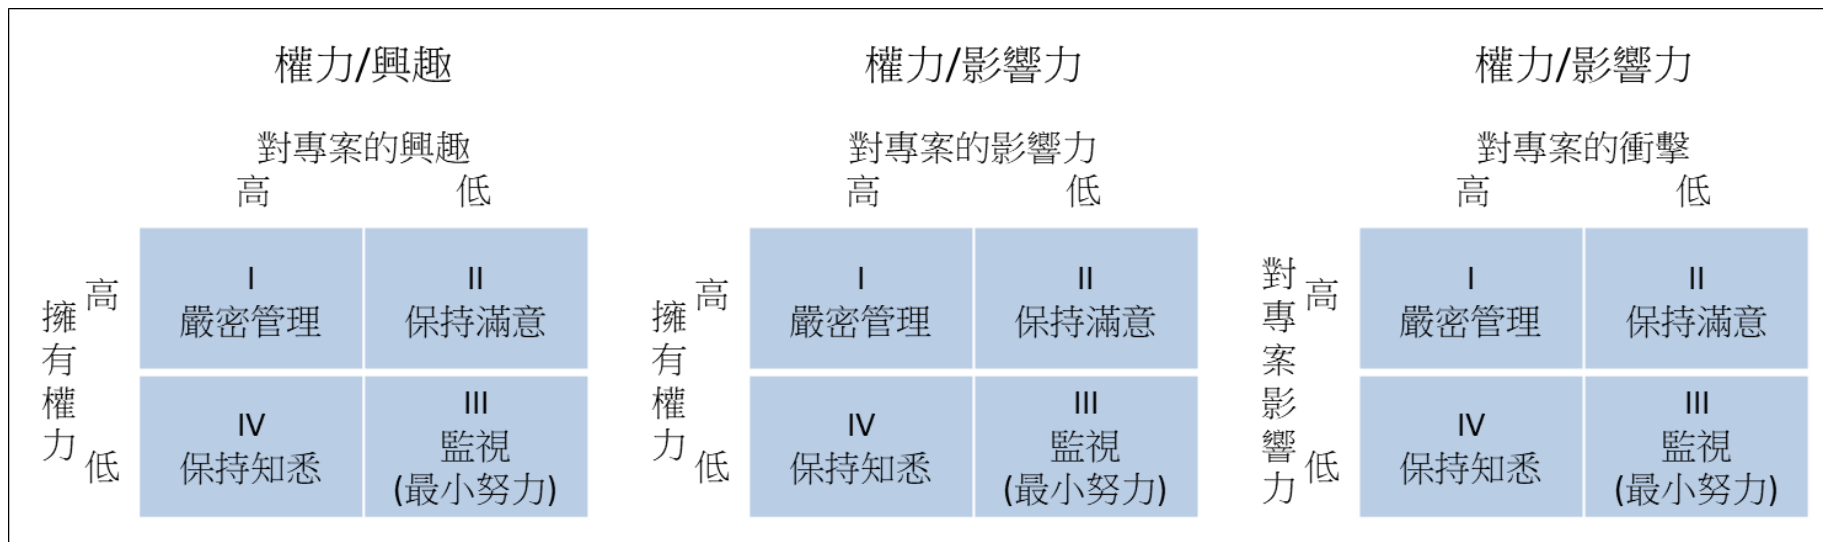 權力/興趣
對專案的興趣
高 低
擁有權力
高
低
I
嚴密管理
II
保持滿意
IV
保持知悉
III
監視
(最小努力)
權力/影響力
對專案的影響力
高 低
擁有權力
高
低
I
嚴密管理
II
保持滿意
IV
保持知悉
III
監視
(最小努力)
權力/影響力
對專案的衝擊
高 低
對專案影響力
高
低
I
嚴密管理
II
保持滿意
IV
保持知悉
III
監視
(最小努力)